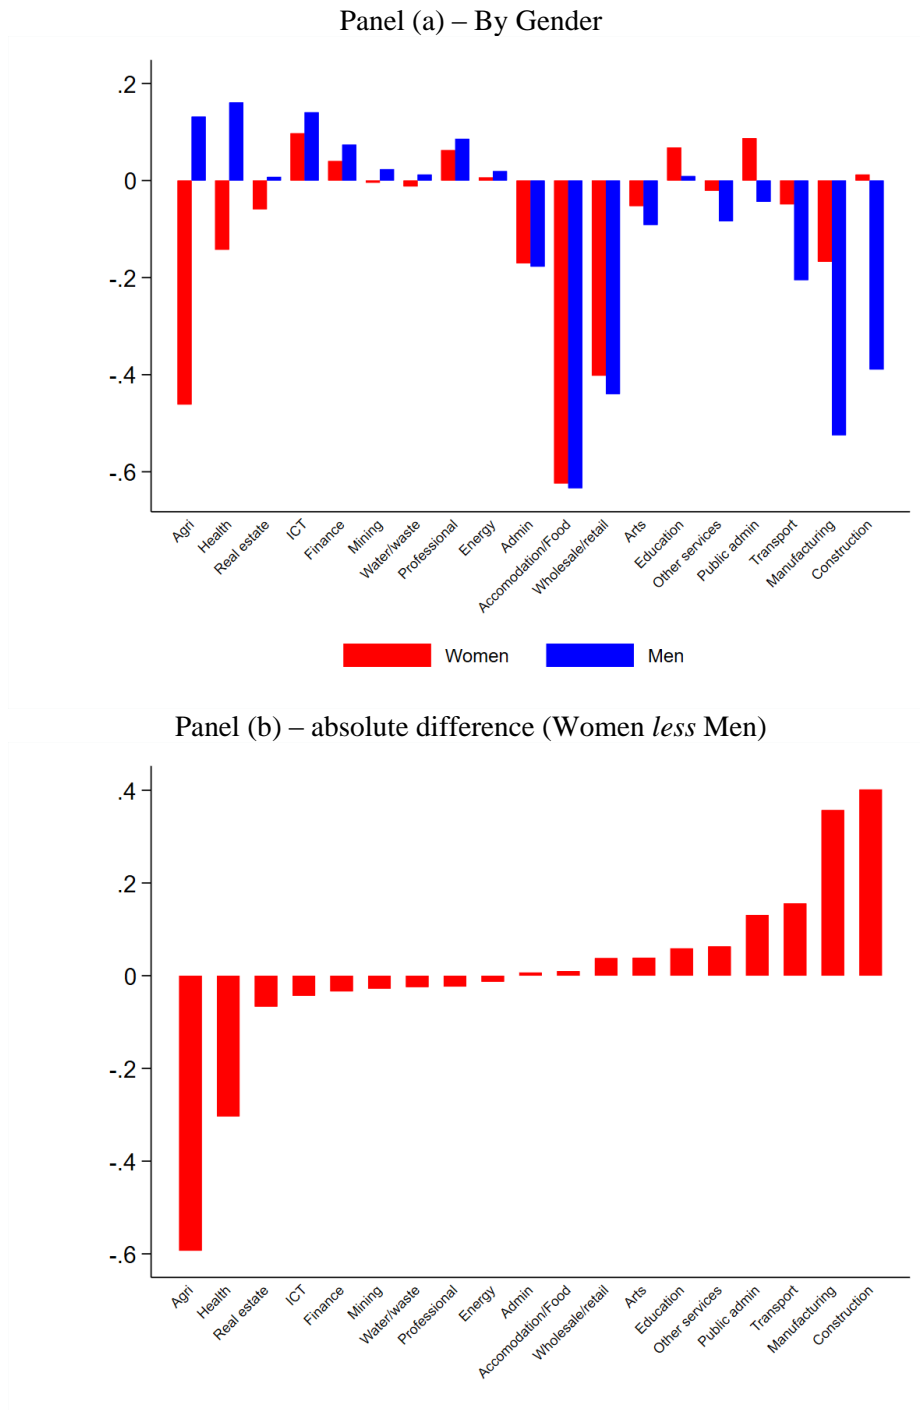 Panel (a) – By Gender
.2
0
-.2
-.4
-.6
Agri
Health
Real estate
ICT
Finance
Mining
Water/waste
Professional
Energy
Admin
Accomodation/Food
Wholesale/retail
Arts
Education
Other services
Public admin
Transport
Manufacturing
Construction
Women
Men
Panel (b) – absolute difference (Women less Men)
.4
.2
0
-.2
-.4
-.6
Agri
Health
Real estate
ICT
Finance
Mining
Water/waste
Professional
Energy
Admin
Accomodation/Food
Wholesale/retail
Arts
Education
Other services
Public admin
Transport
Manufacturing
Construction